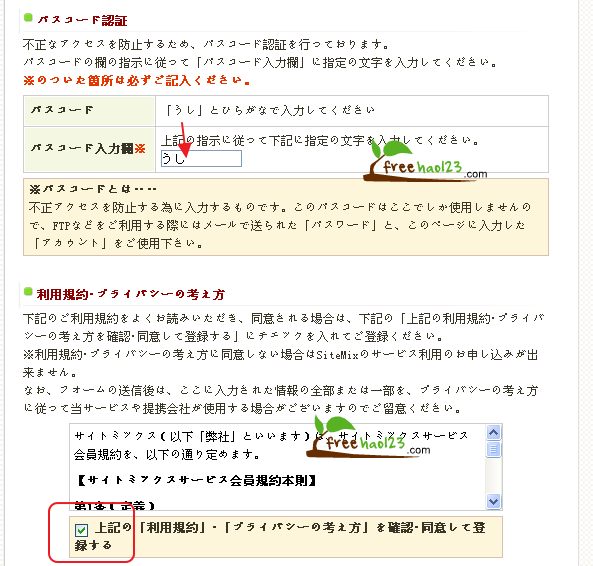 パスコード認証
不正なアクセスを防止するため、パスコード認証を行っております。
パスコードの欄の指示に従って「パスコード入力欄」に指定の文字を入力してください。
※のついた箇所は必ずご記入ください。
パスコード 「うし」とひらがなで入力してください
上記の指示に従って下記に指定の文字を入力してください。
パスコード入力欄※
うし
freehao123.com
※パスコードとは‥‥
不正アクセスを防止する為に入力するものです。このパスコードはここでしか使用しませんの
で、FTPなどをご利用する際にはメールで送られた「パスワード」と、このページに入力した
「アカウント」をご使用下さい。
利用規約･プライバシーの考え方
下記のご利用規約をよくお読みいただき、同意される場合は、下記の「上記の利用規約･プライバ
シーの考え方を確認･同意して登録する」にチエックを入れてご登録ください。
※利用規約･プライバシーの考え方に同意しない場合はSiteMixのサービス利用のお申し込みが出
来ません。
なお、フォームの送信後は、ここに入力された情報の全部または一部を、プライバシーの考え方
に従って当サービスや提携会社が使用する場合がございますのでご留意ください。
サイトミックス(以下「弊社」といいます)は、サイトミックスサービス
会員規約を、以下の通り定めます。
freehao123.com
【サイトミックスサービス会員規約本則】
第1条(定義)
上記の「利用規約」･「プライバシーの考え方」を確認･同意して登
録する